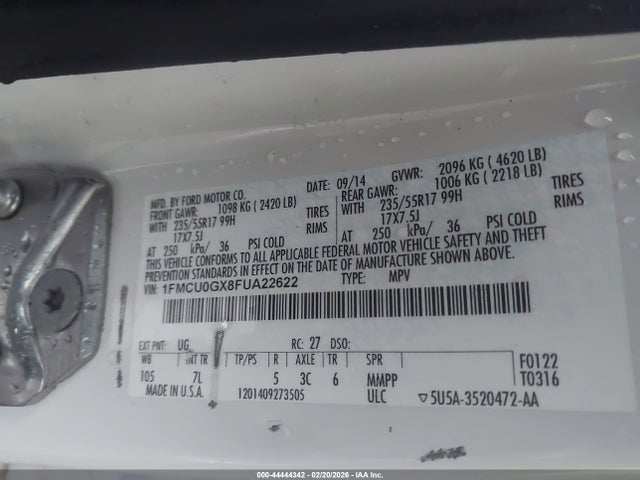 MFD. BY FORD MOTOR CO.
DATE: 09/14 GVWR: 2096 KG ( 4620 LB)
FRONT GAWR: 1098 KG ( 2420 LB) REAR GAWR: 1006 KG ( 2218 LB)
WITH 235/55R17 99H TIRES WITH 235/55R17 99H TIRES
17X7.5J RIMS 17X7.5J RIMS
AT 250 kPa/ 36 PSI COLD AT 250 kPa/ 36 PSI COLD
THIS VEHICLE CONFORMS TO ALL APPLICABLE FEDERAL MOTOR VEHICLE SAFETY AND THEFT
PREVENTION STANDARDS IN EFFECT ON THE DATE OF MANUFACTURE SHOWN ABOVE.
VIN: 1FMCU0GX8FUA22622 TYPE: MPV
EXT PNT: UG RC: 27 DSO: F0122
WB INT TR TP/PS R AXLE TR SPR T0316
105 7L 5 3C 6 MMPP
MADE IN U.S.A. 120140927350S ULC ▽5U5A-3520472-AA
000-44444342 - 02/20/2026 - IAA Inc.